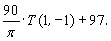 90/π · T(1, −1) + 97.